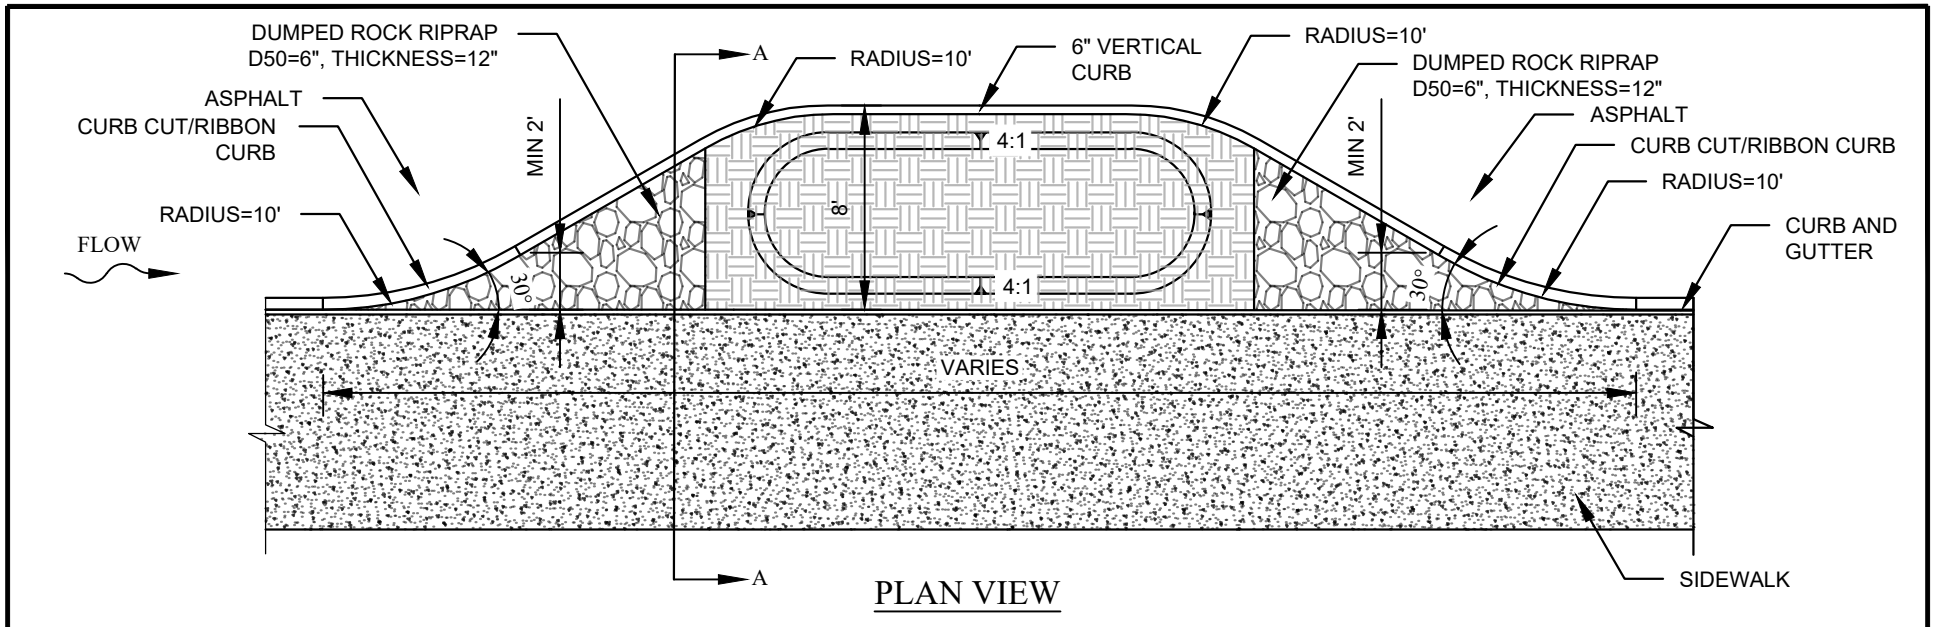 DUMPED ROCK RIPRAP
D50=6", THICKNESS=12"
ASPHALT
CURB CUT/RIBBON
CURB
RADIUS=10'
FLOW
30°
MIN 2'
A
RADIUS=10'
6" VERTICAL
CURB
RADIUS=10'
DUMPED ROCK RIPRAP
D50=6", THICKNESS=12"
ASPHALT
CURB CUT/RIBBON CURB
RADIUS=10'
CURB AND
GUTTER
MIN 2'
30°
4:1
8'
4:1
VARIES
A
SIDEWALK
PLAN VIEW